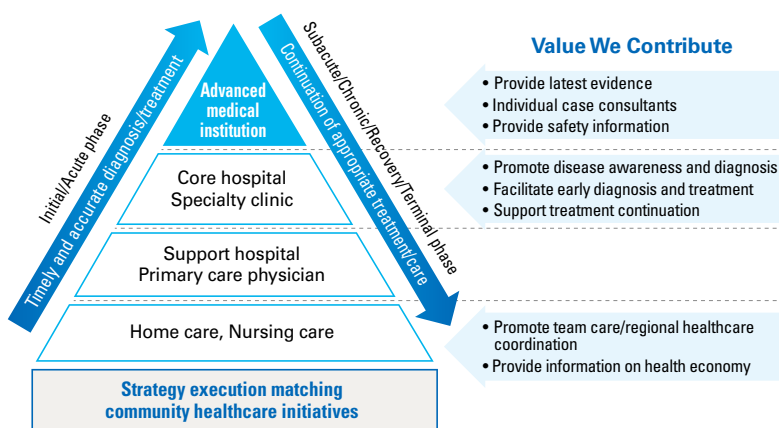 Initial/Acute phase
Timely and accurate diagnosis/treatment
Subacute/Chronic/Recovery/Terminal phase
Continuation of appropriate treatment/care
Advanced
medical
institution
Core hospital
Specialty clinic
Support hospital
Primary care physician
Home care, Nursing care
Strategy execution matching
community healthcare initiatives
Value We Contribute
• Provide latest evidence
• Individual case consultants
• Provide safety information
• Promote disease awareness and diagnosis
• Facilitate early diagnosis and treatment
• Support treatment continuation
• Promote team care/regional healthcare
coordination
• Provide information on health economy